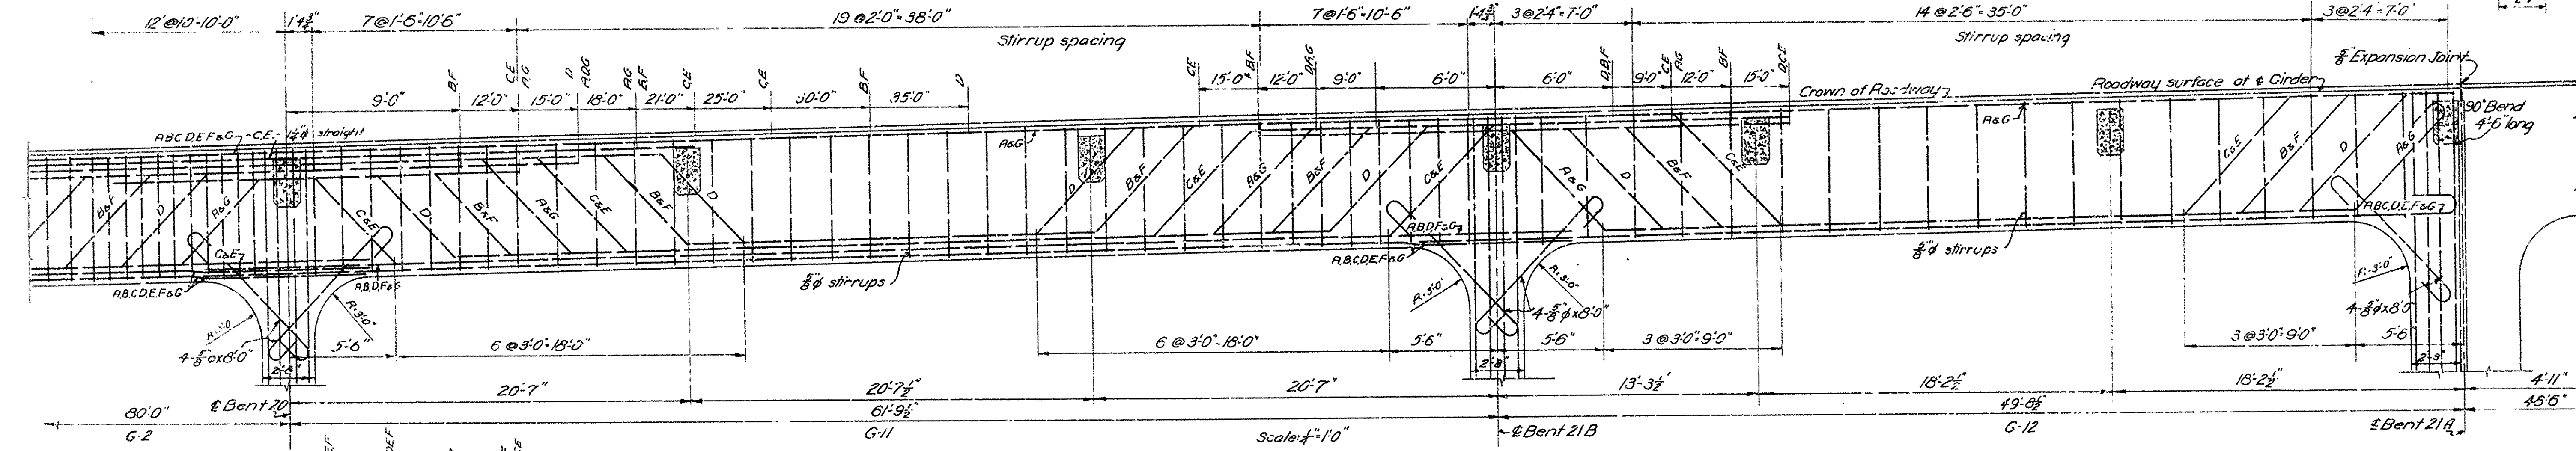 12 @ 10"=10'-0" 1'-4¾" 7@1'-6"=10'-6" 19 @ 2'-0"=38'-0" 7@1'-6"=10'-6" 1'-4¾" 3@2'-4"=7'-0" 14 @ 2'-6"=35'-0" 3@2'-4"=7'-0"
Stirrup spacing Stirrup spacing
⅝" Expansion Joint
B.F C.E A.G D A.D.G A.G B.F C.E C.E B.F D C.E B.F D.A.G D.B.F C.E A.G B.F D.C.E
9'-0" 12'-0" 15'-0" 18'-0" 21'-0" 25'-0" 30'-0" 35'-0" 15'-0" 12'-0" 9'-0" 6'-0" 6'-0" 9'-0" 12'-0" 15'-0"
Crown of Roadway Roadway surface at ℄ Girder
90° Bend
4'-6" long
A,B,C,D,E,F&G C.E.-1¼"ϕ straight
A&G A&G
B&F D A&G C&E D B&F A&G C&E B&F D D B&F C&E A&G B&F D C&E A&G D B&F C&E C&E B&F D A&G
C&E A,B,D,F&G A,B,C,D,E,F&G
A,B,C,D,E,F&G A,B,D,F&G A,B,C,D,E,F&G
⅝"ϕ stirrups ⅝"ϕ stirrups
R=3'-0" R=3'-0" R=3'-0" R=3'-0" R=3'-0"
4-⅝"ϕx8'-0" 4-⅝"ϕx8'-0" 4-⅝"ϕx8'-0"
5'-6" 6 @ 3'-0"=18'-0" 6 @ 3'-0"=18'-0" 5'-6" 5'-6" 3 @ 3'-0"=9'-0" 3 @ 3'-0"=9'-0" 5'-6"
2'-8" 2'-8"
20'-7" 20'-7½" 20'-7" 13'-3½" 18'-2½" 18'-2½" 4'-11"
80'-0" ℄ Bent 20 61'-9½" 49'-8½" 48'-6"
G-2 G-11 Scale:¼"=1'-0" ℄ Bent 21B G-12 ℄ Bent 21A